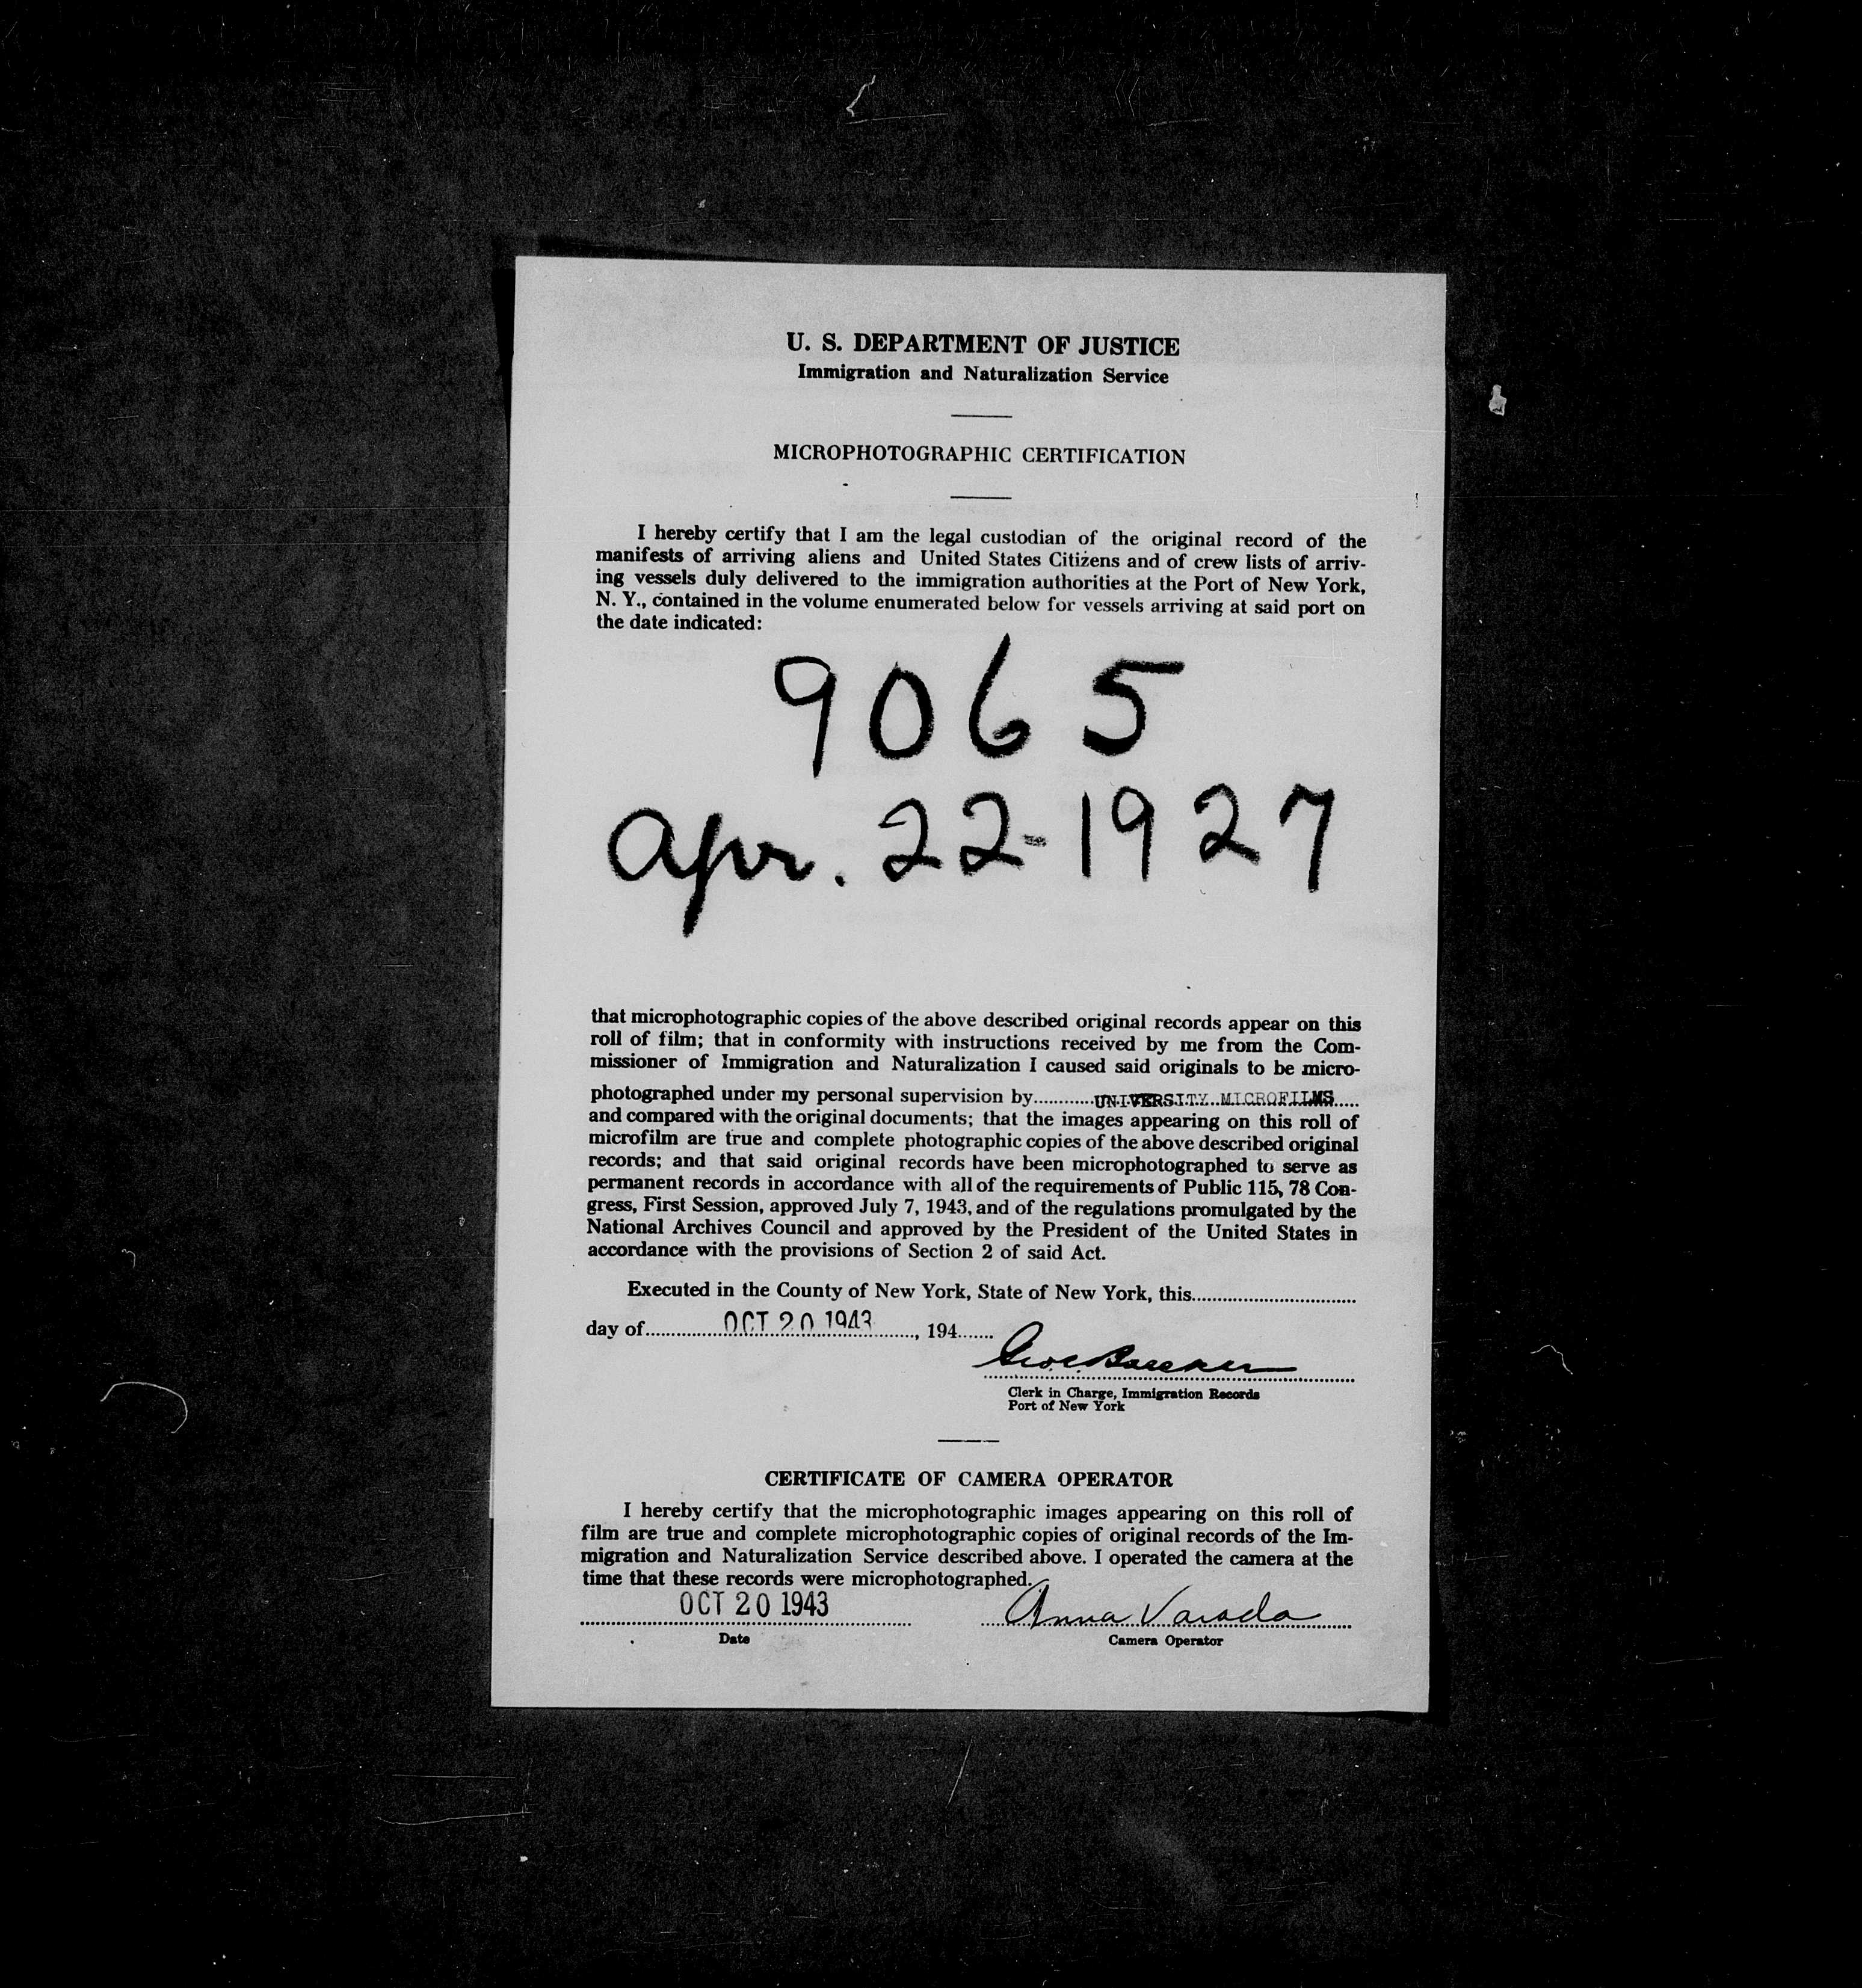 U. S. DEPARTMENT OF JUSTICE
Immigration and Naturalization Service
MICROPHOTOGRAPHIC CERTIFICATION
I hereby certify that I am the legal custodian of the original record of the
manifests of arriving aliens and United States Citizens and of crew lists of arriv-
ing vessels duly delivered to the immigration authorities at the Port of New York,
N. Y., contained in the volume enumerated below for vessels arriving at said port on
the date indicated:
9065
Apr. 22-1927
that microphotographic copies of the above described original records appear on this
roll of film; that in conformity with instructions received by me from the Com-
missioner of Immigration and Naturalization I caused said originals to be micro-
photographed under my personal supervision by...........UNIVERSITY MICROFILMS.....
and compared with the original documents; that the images appearing on this roll of
microfilm are true and complete photographic copies of the above described original
records; and that said original records have been microphotographed to serve as
permanent records in accordance with all of the requirements of Public 115, 78 Con-
gress, First Session, approved July 7, 1943, and of the regulations promulgated by the
National Archives Council and approved by the President of the United States in
accordance with the provisions of Section 2 of said Act.
Executed in the County of New York, State of New York, this................................
day of...............OCT 20 1943........, 194.......
Clerk in Charge, Immigration Records
Port of New York
CERTIFICATE OF CAMERA OPERATOR
I hereby certify that the microphotographic images appearing on this roll of
film are true and complete microphotographic copies of original records of the Im-
migration and Naturalization Service described above. I operated the camera at the
time that these records were microphotographed.
OCT 20 1943 Anna Varada
Date Camera Operator